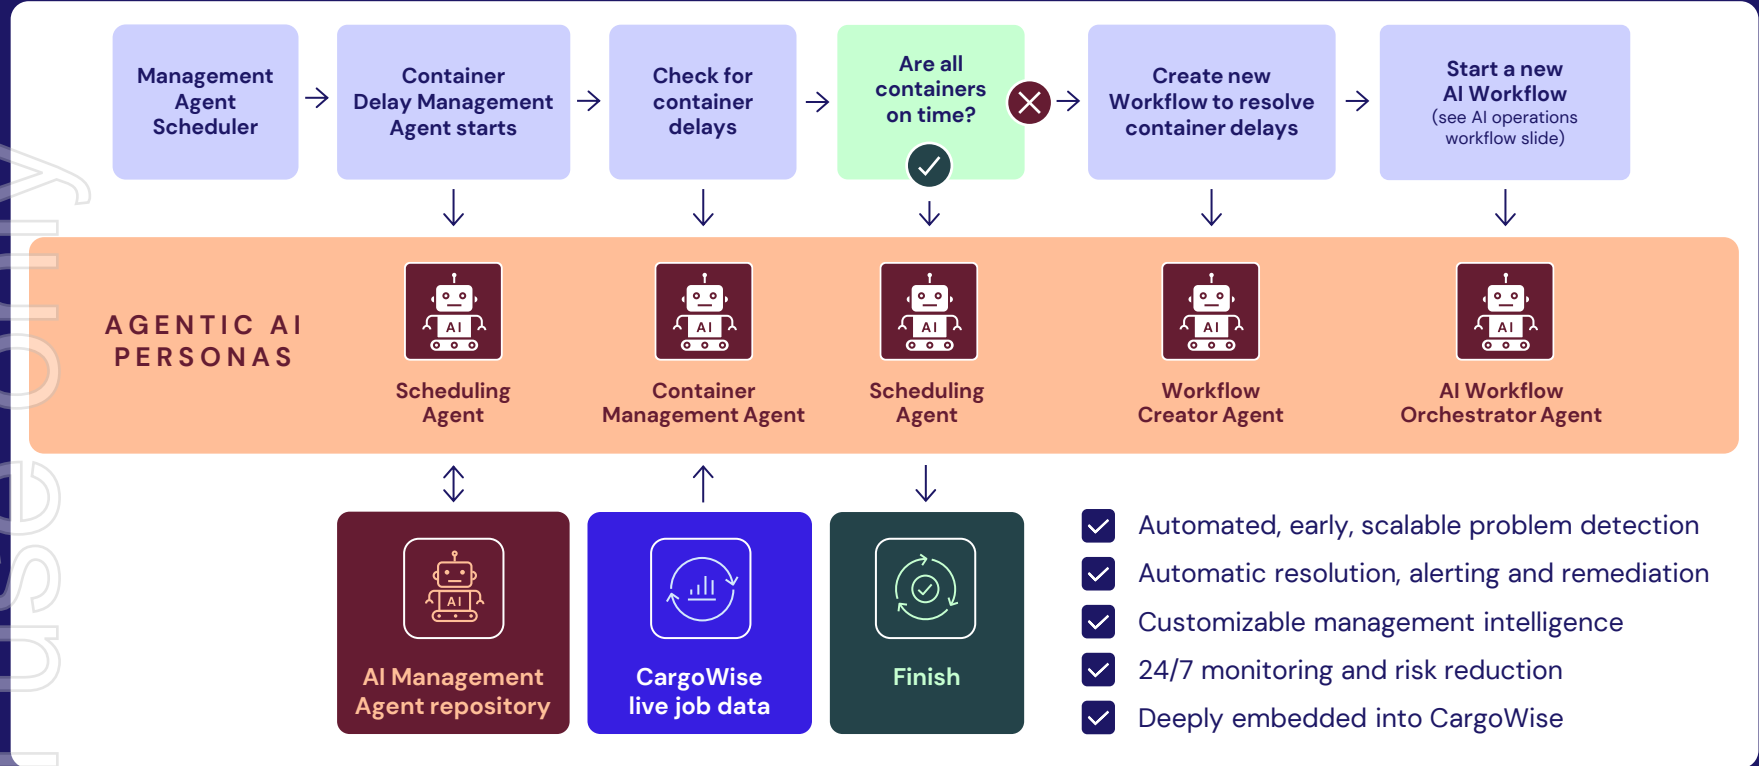 Management
Agent
Scheduler
Container
Delay Management
Agent starts
Check for
container
delays
Are all
containers
on time?
Create new
Workflow to resolve
container delays
Start a new
AI Workflow
(see AI operations
workflow slide)
AGENTIC AI
PERSONAS
AI
Scheduling
Agent
AI
Container
Management Agent
AI
Scheduling
Agent
AI
Workflow
Creator Agent
AI
AI Workflow
Orchestrator Agent
AI
AI Management
Agent repository
CargoWise
live job data
Finish
Automated, early, scalable problem detection
Automatic resolution, alerting and remediation
Customizable management intelligence
24/7 monitoring and risk reduction
Deeply embedded into CargoWise
use only